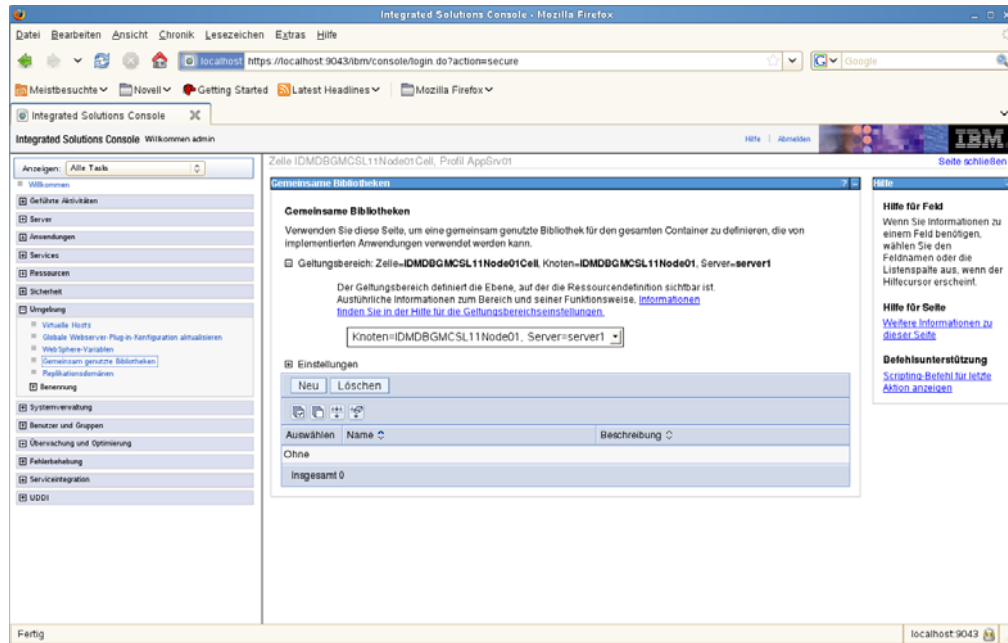 Integrated Solutions Console - Mozilla Firefox
Datei Bearbeiten Ansicht Chronik Lesezeichen Extras Hilfe
localhost https://localhost:9043/ibm/console/login.do?action=secure
Google
Meistbesuchte Novell Getting Started Latest Headlines Mozilla Firefox
Integrated Solutions Console
Integrated Solutions Console Willkommen admin
Hilfe | Abmelden
IBM.
Anzeigen: Alle Tasks
Willkommen
Geführte Aktivitäten
Server
Anwendungen
Services
Ressourcen
Sicherheit
Umgebung
Virtuelle Hosts
Globale Webserver-Plug-in-Konfiguration aktualisieren
WebSphere-Variablen
Gemeinsam genutzte Bibliotheken
Replikationsdomänen
Benennung
Systemverwaltung
Benutzer und Gruppen
Überwachung und Optimierung
Fehlerbehebung
Serviceintegration
UDDI
Zelle IDMDBGMCSL11Node01Cell, Profil AppSrv01
Seite schließen
Gemeinsame Bibliotheken ? -
Gemeinsame Bibliotheken
Verwenden Sie diese Seite, um eine gemeinsam genutzte Bibliothek für den gesamten Container zu definieren, die von
implementierten Anwendungen verwendet werden kann.
Geltungsbereich: Zelle=IDMDBGMCSL11Node01Cell, Knoten=IDMDBGMCSL11Node01, Server=server1
Der Geltungsbereich definiert die Ebene, auf der die Ressourcendefinition sichtbar ist.
Ausführliche Informationen zum Bereich und seiner Funktionsweise, Informationen
finden Sie in der Hilfe für die Geltungsbereichseinstellungen.
Knoten=IDMDBGMCSL11Node01, Server=server1
Einstellungen
Neu Löschen
Auswählen Name Beschreibung
Ohne
Insgesamt 0
Hilfe
Hilfe für Feld
Wenn Sie Informationen zu
einem Feld benötigen,
wählen Sie den
Feldnamen oder die
Listenspalte aus, wenn der
Hilfecursor erscheint.
Hilfe für Seite
Weitere Informationen zu
dieser Seite
Befehlsunterstützung
Scripting-Befehl für letzte
Aktion anzeigen
Fertig
localhost:9043